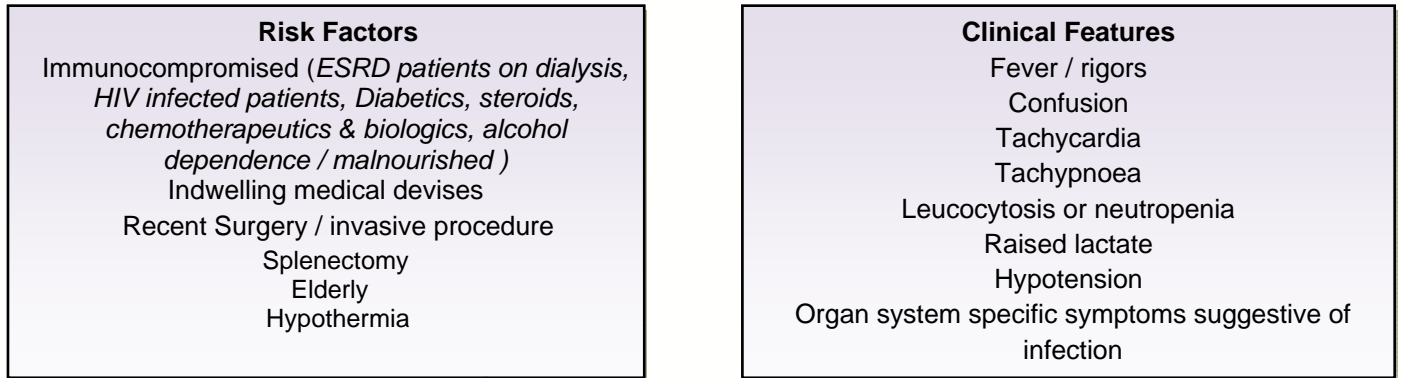 Risk Factors
Immunocompromised (ESRD patients on dialysis,
HIV infected patients, Diabetics, steroids,
chemotherapeutics & biologics, alcohol
dependence / malnourished )
Indwelling medical devises
Recent Surgery / invasive procedure
Splenectomy
Elderly
Hypothermia
Clinical Features
Fever / rigors
Confusion
Tachycardia
Tachypnoea
Leucocytosis or neutropenia
Raised lactate
Hypotension
Organ system specific symptoms suggestive of
infection